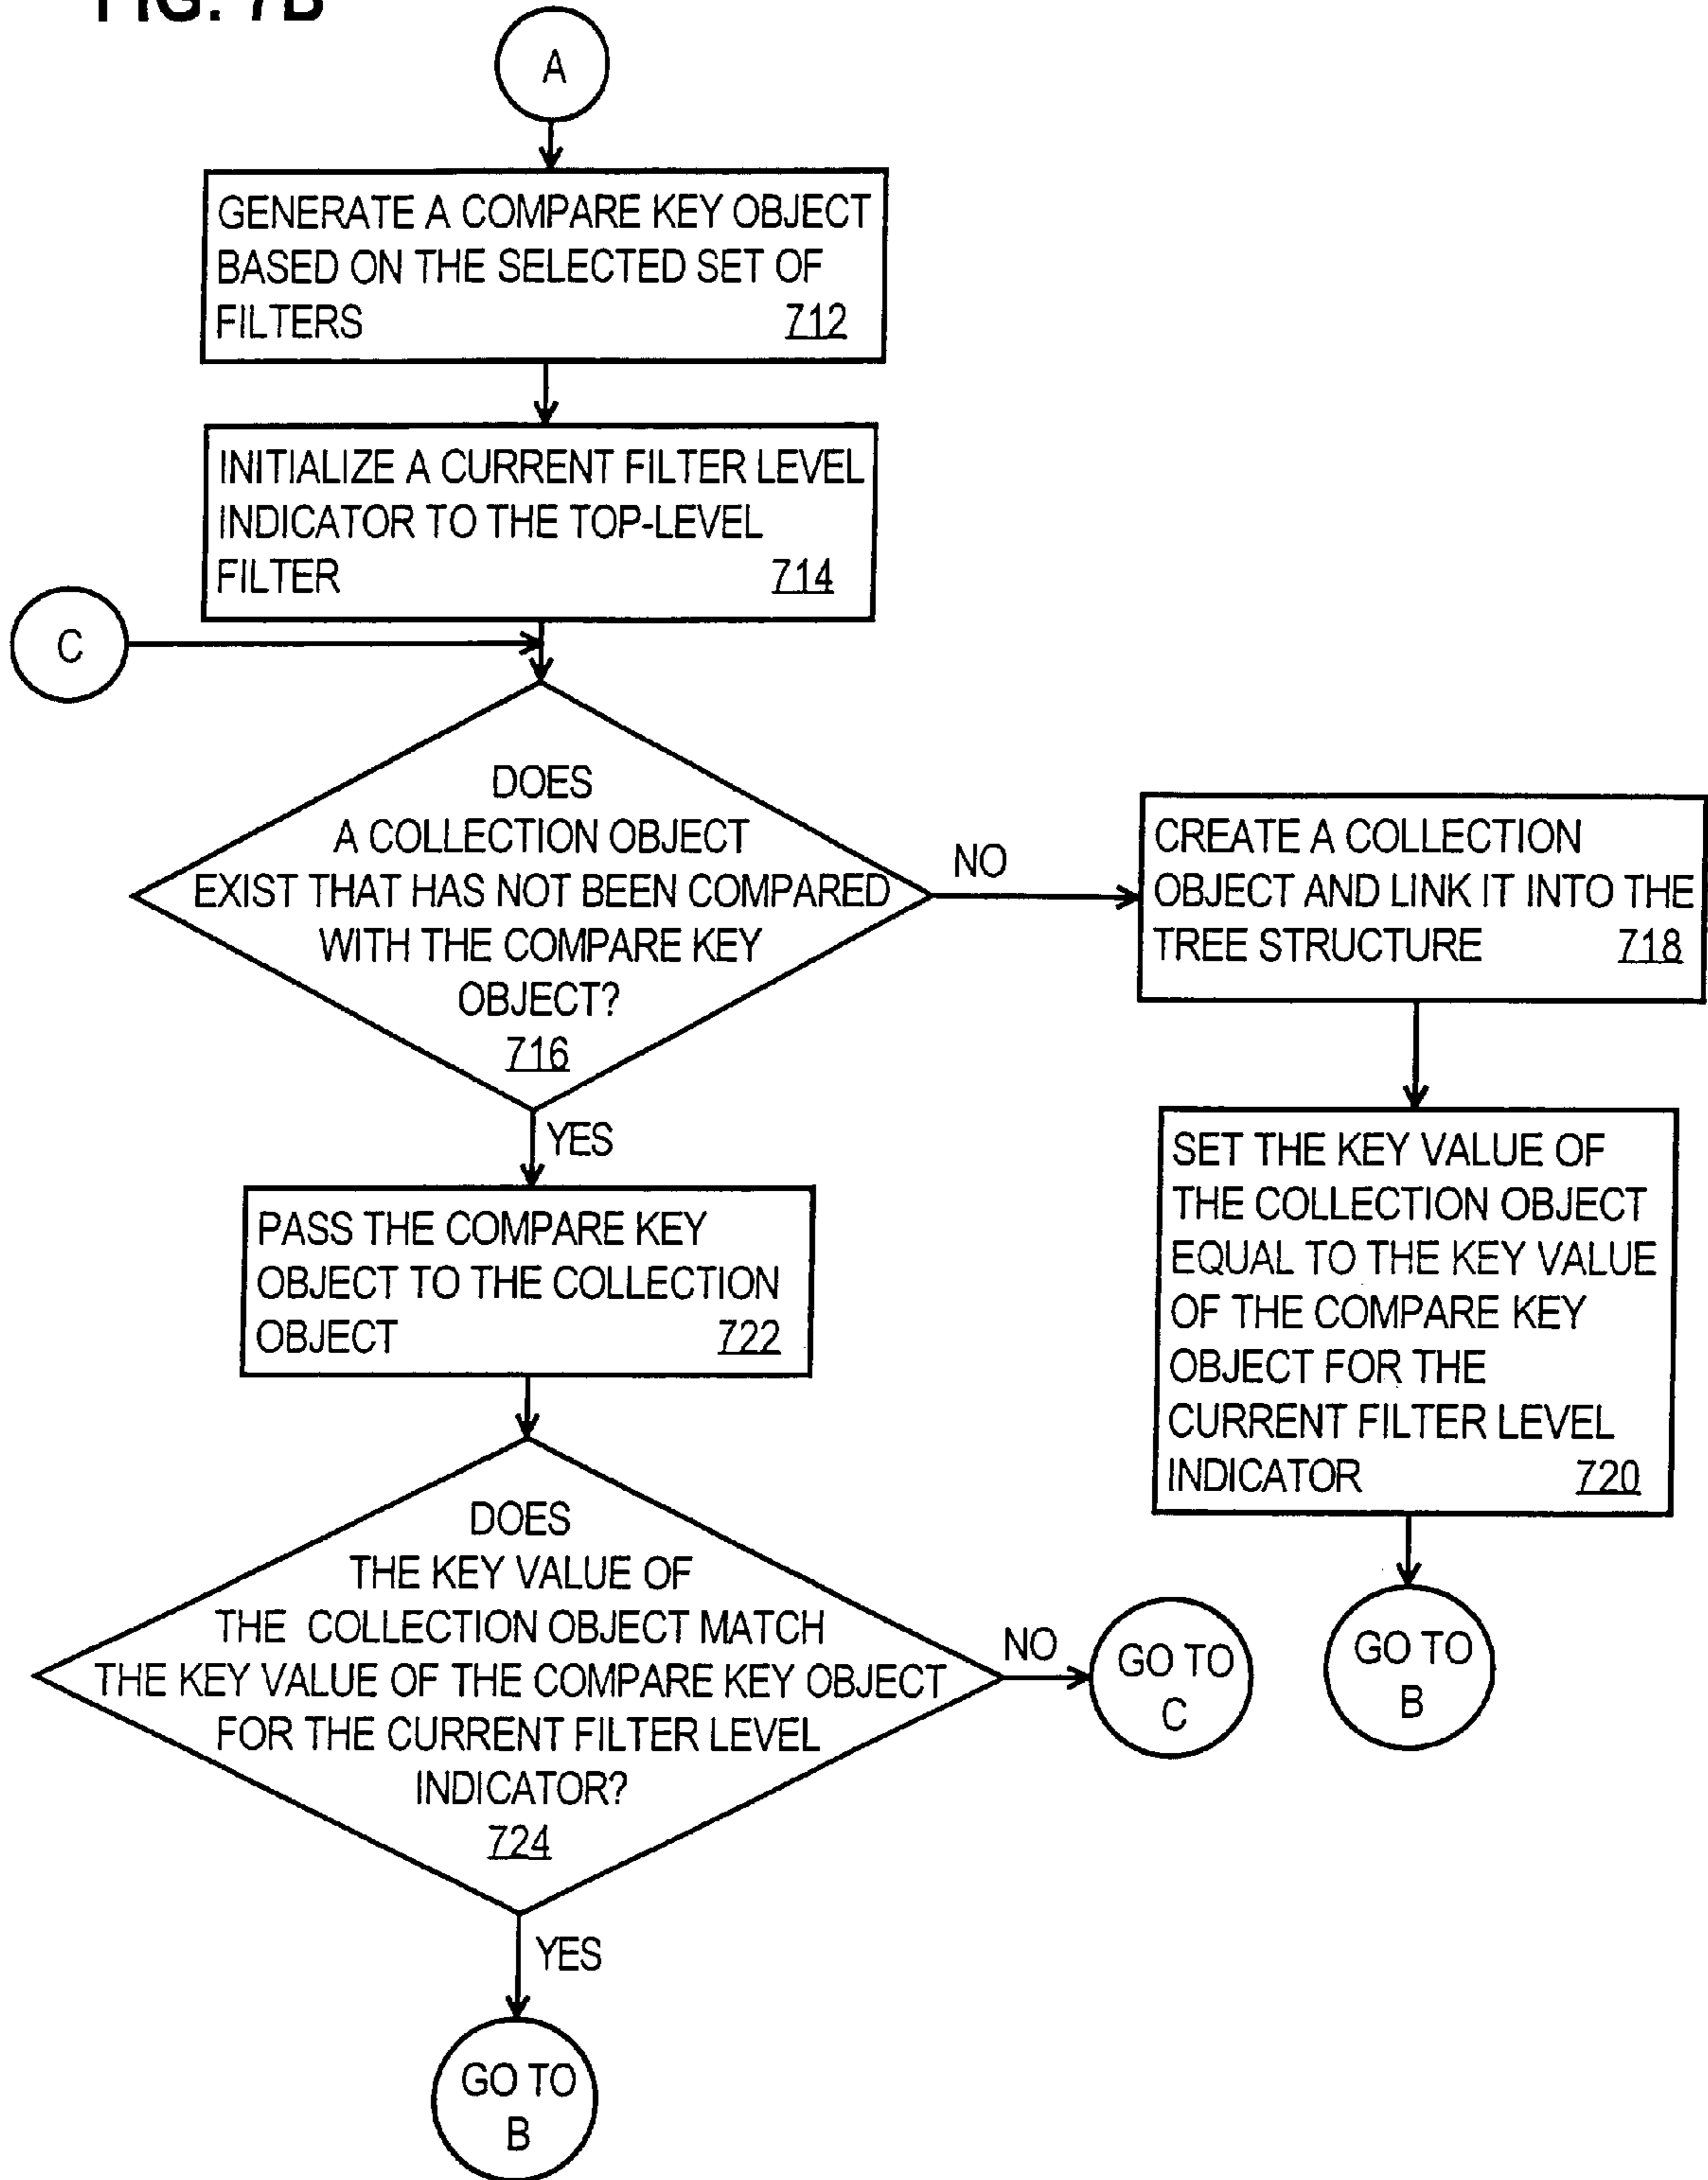 FIG. 7B
A
GENERATE A COMPARE KEY OBJECT
BASED ON THE SELECTED SET OF
FILTERS 712
INITIALIZE A CURRENT FILTER LEVEL
INDICATOR TO THE TOP-LEVEL
FILTER 714
C
DOES
A COLLECTION OBJECT
EXIST THAT HAS NOT BEEN COMPARED
WITH THE COMPARE KEY
OBJECT?
716
NO
CREATE A COLLECTION
OBJECT AND LINK IT INTO THE
TREE STRUCTURE 718
SET THE KEY VALUE OF
THE COLLECTION OBJECT
EQUAL TO THE KEY VALUE
OF THE COMPARE KEY
OBJECT FOR THE
CURRENT FILTER LEVEL
INDICATOR 720
GO TO
B
YES
PASS THE COMPARE KEY
OBJECT TO THE COLLECTION
OBJECT 722
DOES
THE KEY VALUE OF
THE COLLECTION OBJECT MATCH
THE KEY VALUE OF THE COMPARE KEY OBJECT
FOR THE CURRENT FILTER LEVEL
INDICATOR?
724
NO
GO TO
C
YES
GO TO
B